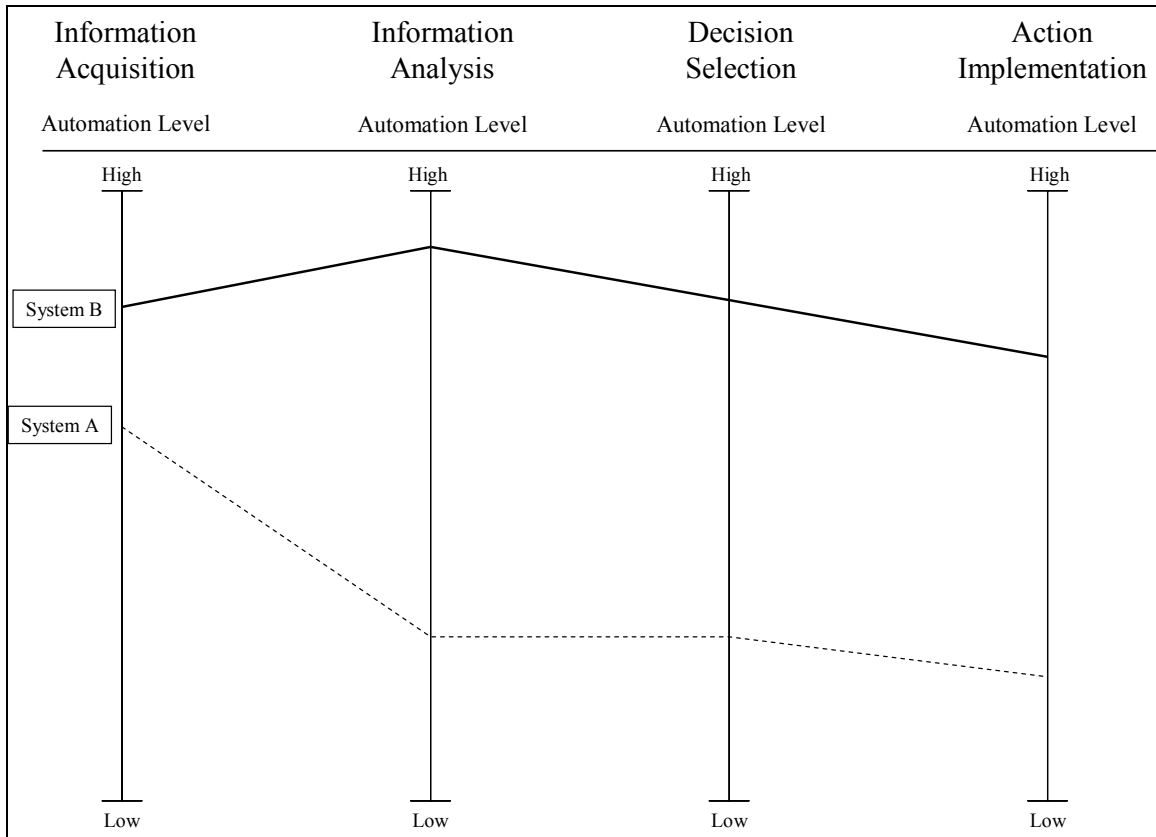 Information
Acquisition
Information
Analysis
Decision
Selection
Action
Implementation
Automation Level
Automation Level
Automation Level
Automation Level
High
High
High
High
System B
System A
Low
Low
Low
Low